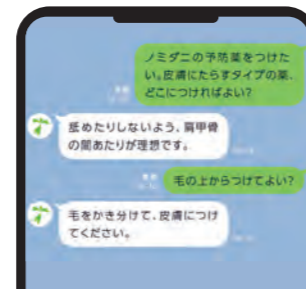 ノミダニの予防薬をつけた
い。皮膚にたらすタイプの薬、
どこにつければよい？
舐めたりしないよう、肩甲骨
の間あたりが理想です。
毛の上からつけてよい？
毛をかき分けて、皮膚につけ
てください。